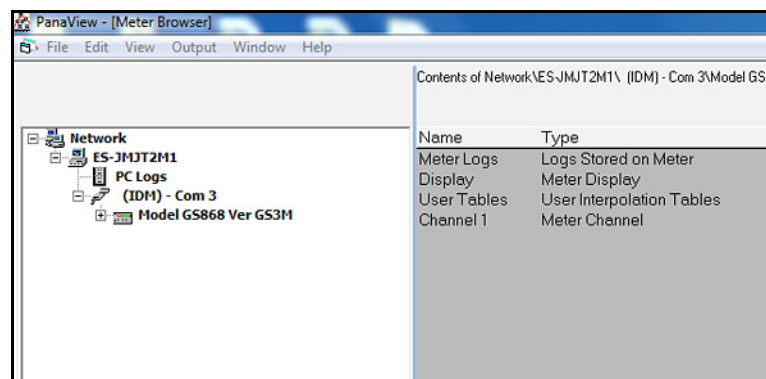 PanaView - [Meter Browser]
File Edit View Output Window Help
Contents of Network\ES-JMJT2M1\ (IDM) - Com 3\Model GS
Network
ES-JMJT2M1
PC Logs
(IDM) - Com 3
Model GS868 Ver GS3M
Name Type
Meter Logs Logs Stored on Meter
Display Meter Display
User Tables User Interpolation Tables
Channel 1 Meter Channel